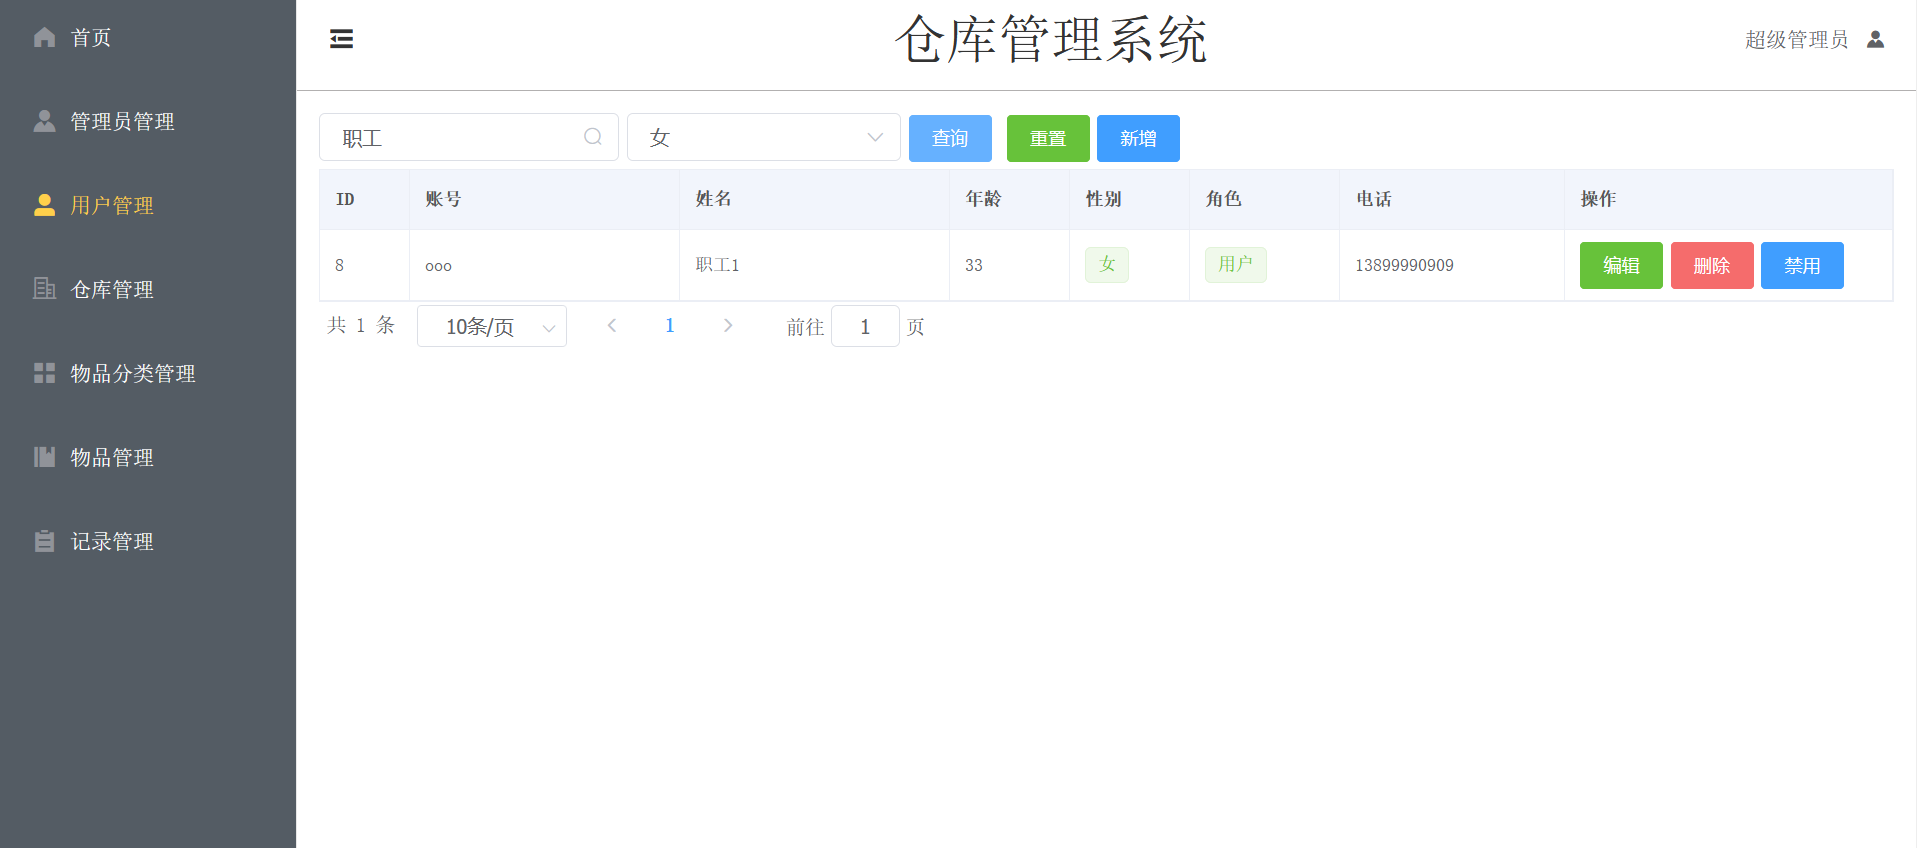 首页
管理员管理
用户管理
仓库管理
物品分类管理
物品管理
记录管理
仓库管理系统
超级管理员
职工 女 查询 重置 新增
ID 账号 姓名 年龄 性别 角色 电话 操作
8 ooo 职工1 33 女 用户 13899990909 编辑 删除 禁用
共 1 条 10条/页 1 前往 1 页